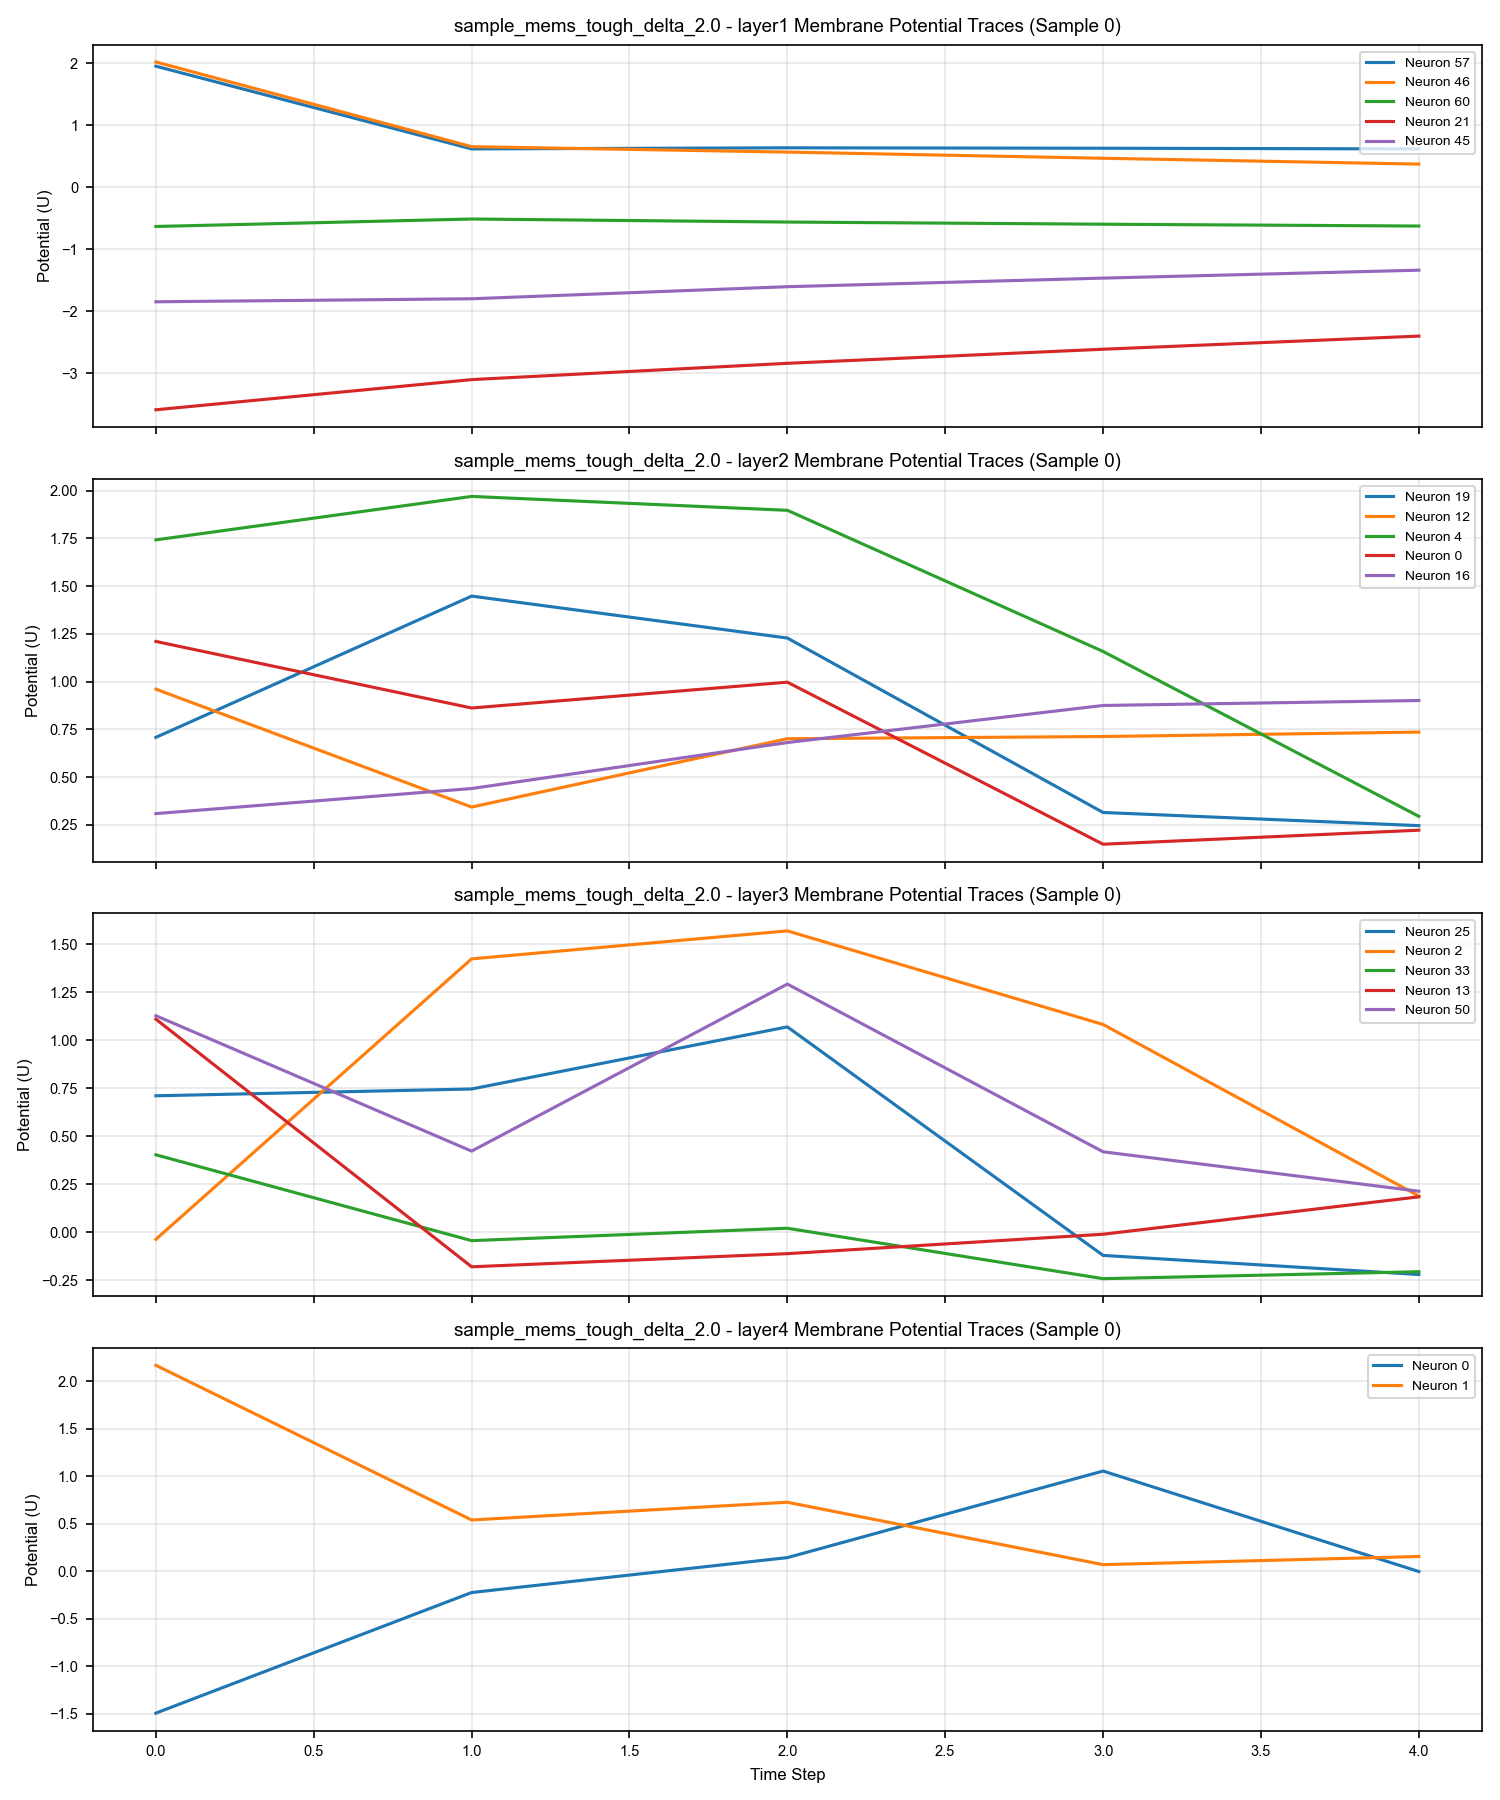 sample_mems_tough_delta_2.0 - layer1 Membrane Potential Traces (Sample 0)
2
1
0
−1
−2
−3
Potential (U)
Neuron 57
Neuron 46
Neuron 60
Neuron 21
Neuron 45
sample_mems_tough_delta_2.0 - layer2 Membrane Potential Traces (Sample 0)
2.00
1.75
1.50
1.25
1.00
0.75
0.50
0.25
Potential (U)
Neuron 19
Neuron 12
Neuron 4
Neuron 0
Neuron 16
sample_mems_tough_delta_2.0 - layer3 Membrane Potential Traces (Sample 0)
1.50
1.25
1.00
0.75
0.50
0.25
0.00
−0.25
Potential (U)
Neuron 25
Neuron 2
Neuron 33
Neuron 13
Neuron 50
sample_mems_tough_delta_2.0 - layer4 Membrane Potential Traces (Sample 0)
2.0
1.5
1.0
0.5
0.0
−0.5
−1.0
−1.5
Potential (U)
Neuron 0
Neuron 1
0.0 0.5 1.0 1.5 2.0 2.5 3.0 3.5 4.0
Time Step